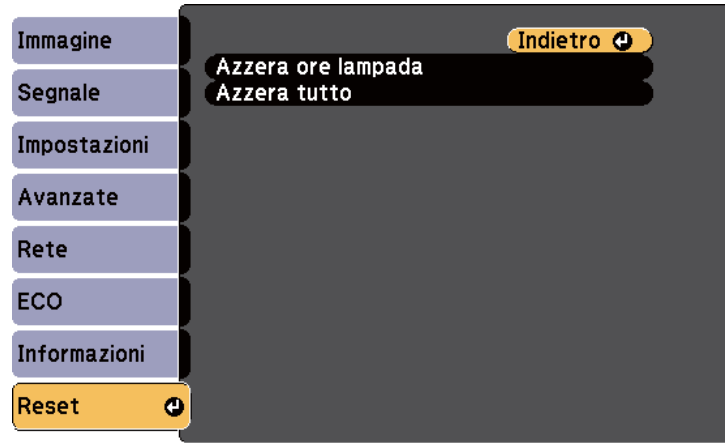 Immagine
Segnale
Impostazioni
Avanzate
Rete
ECO
Informazioni
Reset
Indietro
Azzera ore lampada
Azzera tutto